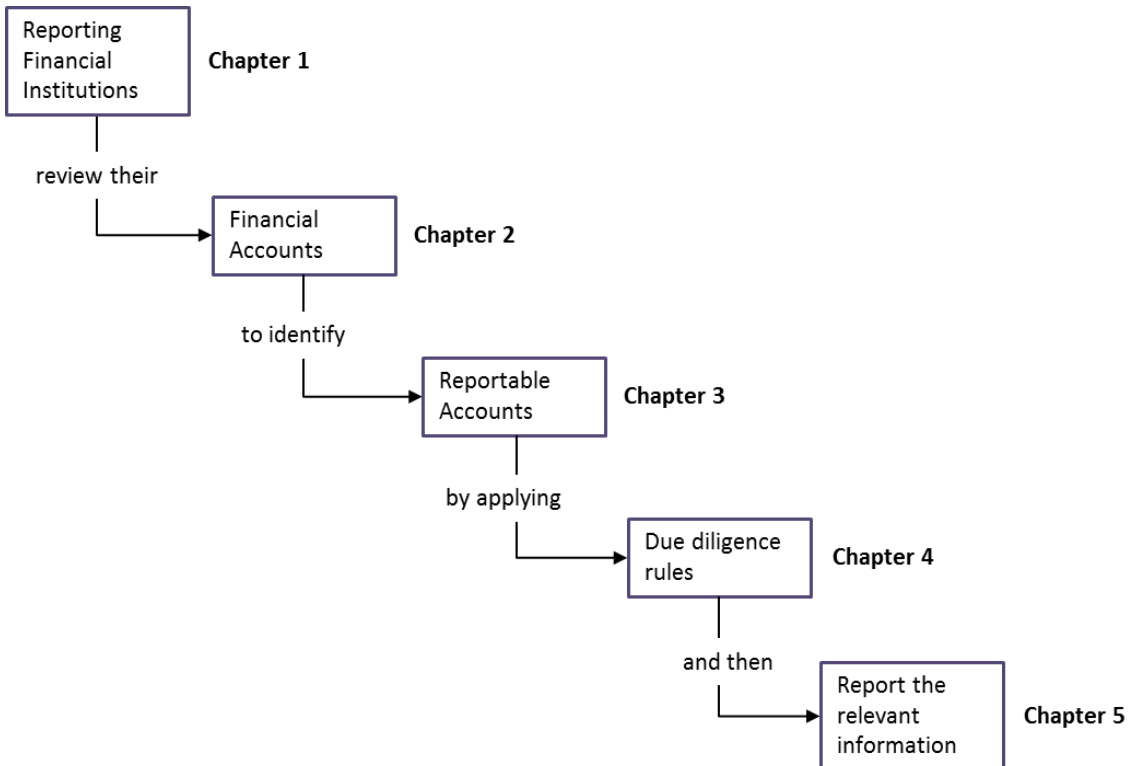 Reporting
Financial
Institutions
Chapter 1
review their
Financial
Accounts
Chapter 2
to identify
Reportable
Accounts
Chapter 3
by applying
Due diligence
rules
Chapter 4
and then
Report the
relevant
information
Chapter 5